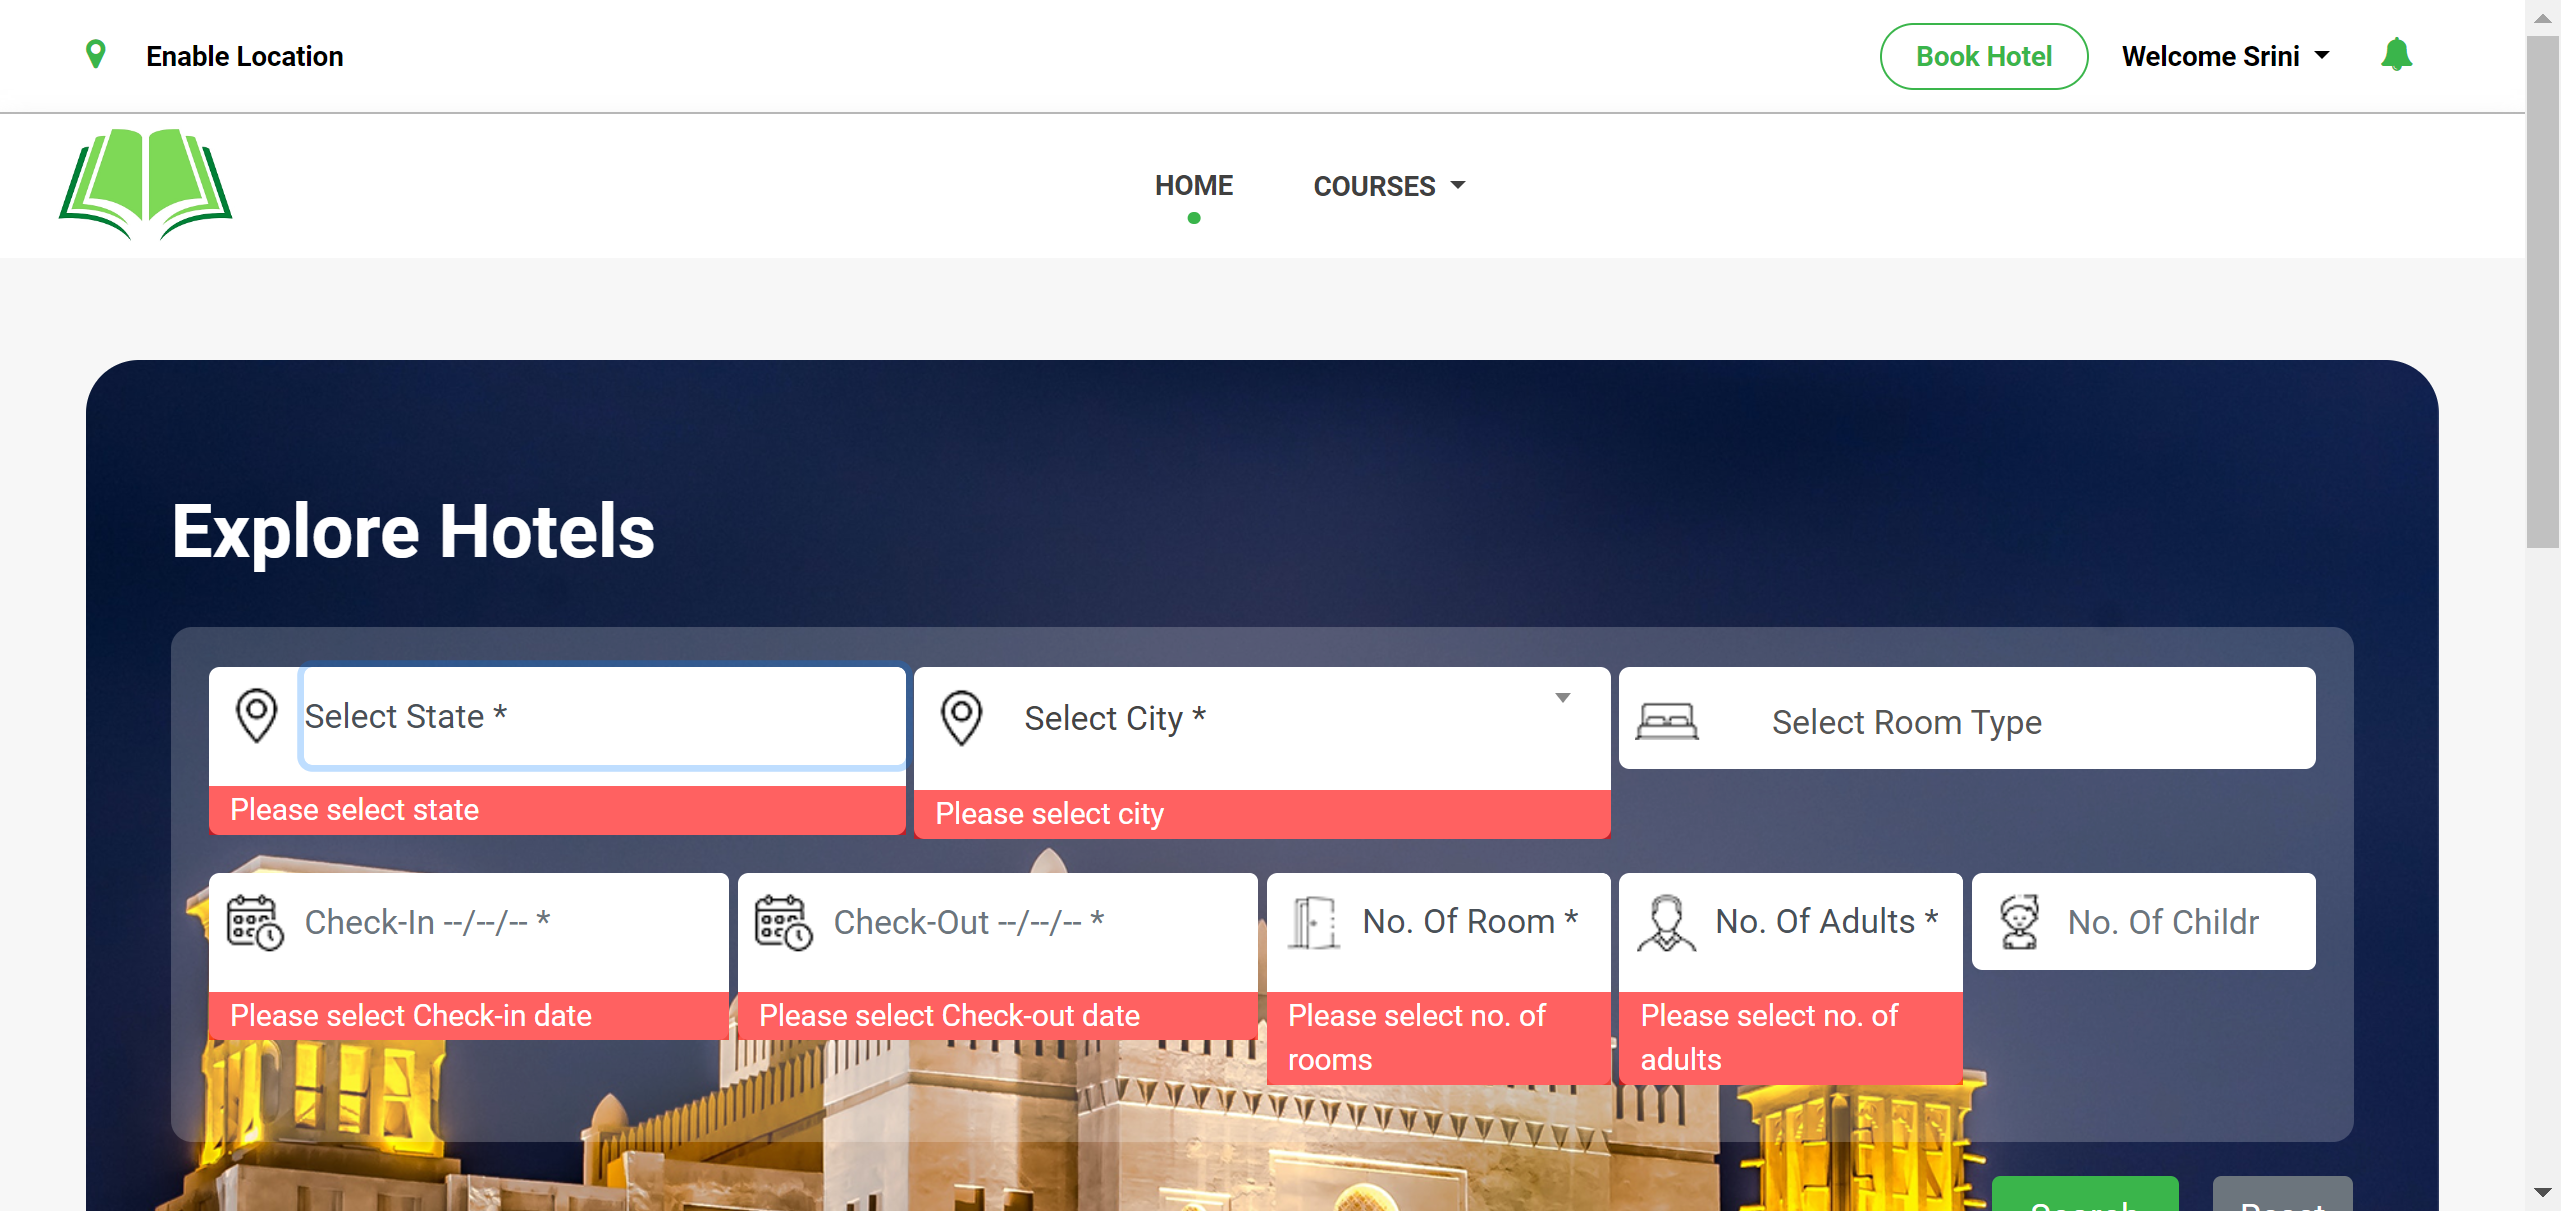 Enable Location
Book Hotel
Welcome Srini
HOME
COURSES
Explore Hotels
Select State *
Select City *
Select Room Type
Please select state
Please select city
Check-In --/--/-- *
Check-Out --/--/-- *
No. Of Room *
No. Of Adults *
No. Of Childr
Please select Check-in date
Please select Check-out date
Please select no. of
rooms
Please select no. of
adults
Search
Reset